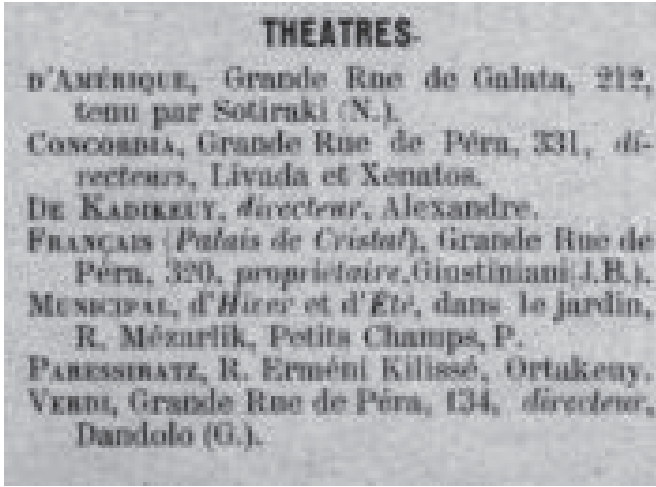 THEATRES.
D'AMÉRIQUE, Grande Rue de Galata, 212,
tenu par Sotiraki (N.).
CONCORDIA, Grande Rue de Péra, 331, di-
recteurs, Livada et Xenatos.
DE KADIKEUY, directeur, Alexandre.
FRANÇAIS (Palais de Cristal), Grande Rue de
Péra, 320, propriétaire, Giustiniani (J.B.).
MUNICIPAL, d'Hiver et d'Été, dans le jardin,
R. Mézarlik, Petits Champs, P.
PARESSIRATZ, R. Erméni Kilissé, Ortakeuy.
VERDI, Grande Rue de Péra, 134, directeur,
Dandolo (G.).